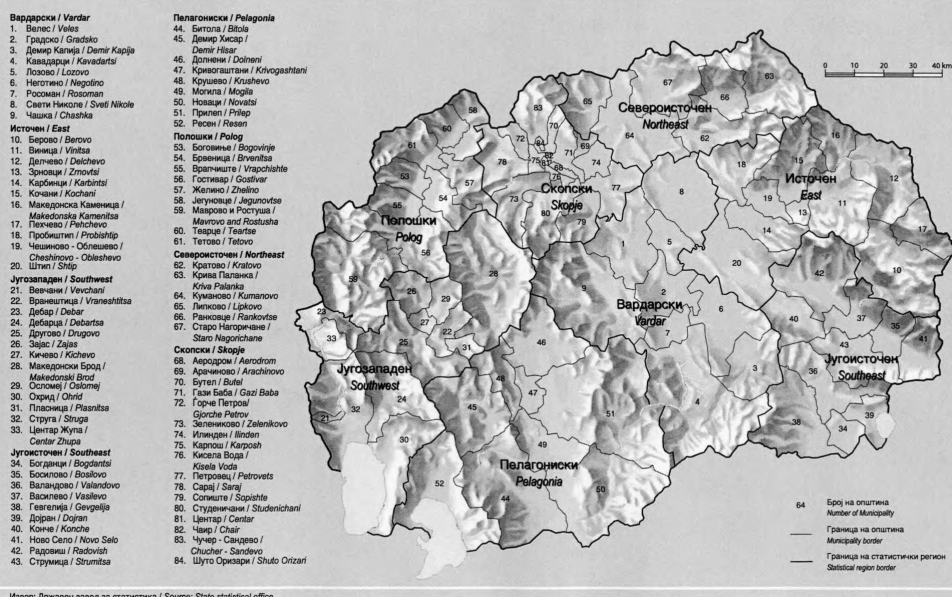 Вардарски / Vardar
1. Велес / Veles
2. Градско / Gradsko
3. Демир Капија / Demir Kapija
4. Кавадарци / Kavadartsi
5. Лозово / Lozovo
6. Неготино / Negotino
7. Росоман / Rosoman
8. Свети Николе / Sveti Nikole
9. Чашка / Chashka
Источен / East
10. Берово / Berovo
11. Виница / Vinitsa
12. Делчево / Delchevo
13. Зрновци / Zrnovtsi
14. Карбинци / Karbintsi
15. Кочани / Kochani
16. Македонска Каменица /
Makedonska Kamenitsa
17. Пехчево / Pehchevo
18. Пробиштип / Probishtip
19. Чешиново - Облешево /
Cheshinovo - Obleshevo
20. Штип / Shtip
Југозападен / Southwest
21. Вевчани / Vevchani
22. Вранештица / Vraneshtitsa
23. Дебар / Debar
24. Дебарца / Debartsa
25. Другово / Drugovo
26. Зајас / Zajas
27. Кичево / Kichevo
28. Македонски Брод /
Makedonski Brod
29. Осломеј / Oslomej
30. Охрид / Ohrid
31. Пласница / Plasnitsa
32. Струга / Struga
33. Центар Жупа /
Centar Zhupa
Југоисточен / Southeast
34. Богданци / Bogdantsi
35. Босилово / Bosilovo
36. Валандово / Valandovo
37. Василево / Vasilevo
38. Гевгелија / Gevgelija
39. Дојран / Dojran
40. Конче / Konche
41. Ново Село / Novo Selo
42. Радовиш / Radovish
43. Струмица / Strumitsa
Пелагониски / Pelagonia
44. Битола / Bitola
45. Демир Хисар /
Demir Hisar
46. Долнени / Dolneni
47. Кривогаштани / Krivogashtani
48. Крушево / Krushevo
49. Могила / Mogila
50. Новаци / Novatsi
51. Прилеп / Prilep
52. Ресен / Resen
Полошки / Polog
53. Боговиње / Bogovinje
54. Брвеница / Brvenitsa
55. Врапчиште / Vrapchishte
56. Гостивар / Gostivar
57. Желино / Zhelino
58. Јегуновце / Jegunovtse
59. Маврово и Ростуша /
Mavrovo and Rostusha
60. Теарце / Teartse
61. Тетово / Tetovo
Североисточен / Northeast
62. Кратово / Kratovo
63. Крива Паланка /
Kriva Palanka
64. Куманово / Kumanovo
65. Липково / Lipkovo
66. Ранковце / Rankovtse
67. Старо Нагоричане /
Staro Nagorichane
Скопски / Skopje
68. Аеродром / Aerodrom
69. Арачиново / Arachinovo
70. Бутел / Butel
71. Гази Баба / Gazi Baba
72. Ѓорче Петров/
Gjorche Petrov
73. Зелениково / Zelenikovo
74. Илинден / Ilinden
75. Карпош / Karposh
76. Кисела Вода /
Kisela Voda
77. Петровец / Petrovets
78. Сарај / Saraj
79. Сопиште / Sopishte
80. Студеничани / Studenichani
81. Центар / Centar
82. Чаир / Chair
83. Чучер - Сандево /
Chucher - Sandevo
84. Шуто Оризари / Shuto Orizari
0 10 20 30 40 km
Североисточен
Northeast
Скопски
Skopje
Источен
East
Полошки
Polog
Вардарски
Vardar
Југозападен
Southwest
Југоисточен
Southeast
Пелагониски
Pelagonia
64 Број на општина
Number of Municipality
Граница на општина
Municipality border
Граница на статистички регион
Statistical region border
Извор: Државен завод за статистика / Source: State statistical office